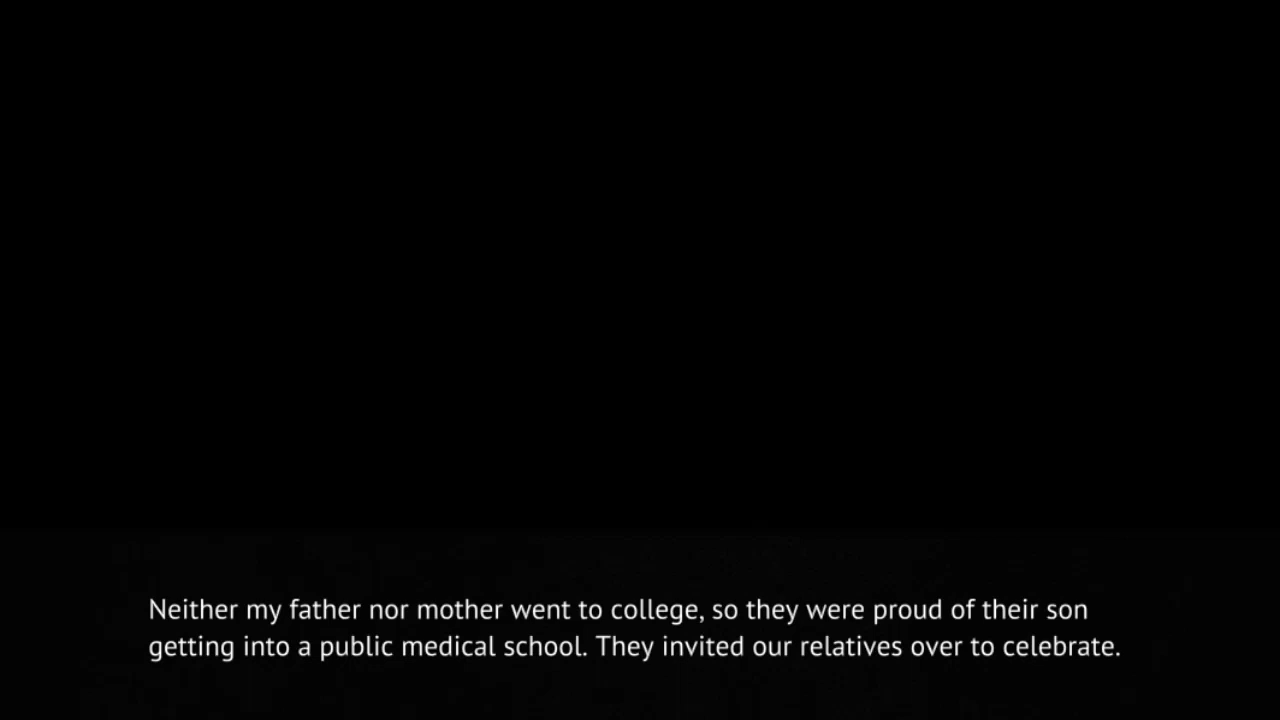 Neither my father nor mother went to college, so they were proud of their son
getting into a public medical school. They invited our relatives over to celebrate.